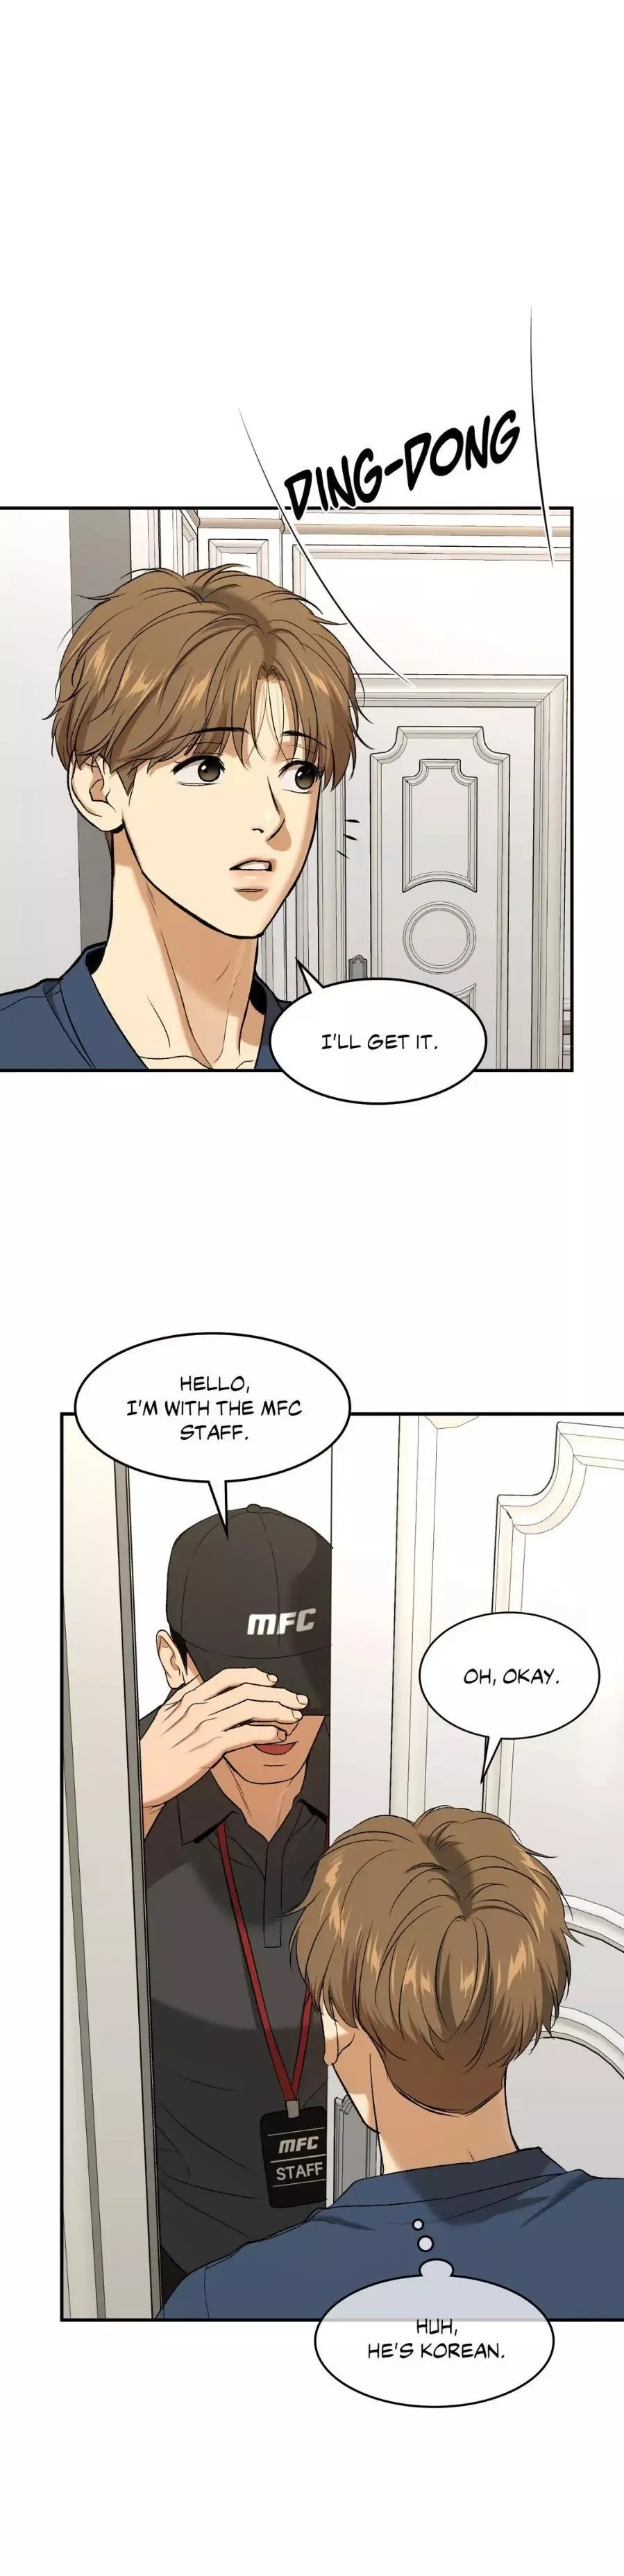 DING-DONG
I'LL GET IT.
HELLO,
I'M WITH THE MFC
STAFF.
MFC
OH, OKAY.
MFC
STAFF
HUH,
HE'S KOREAN.